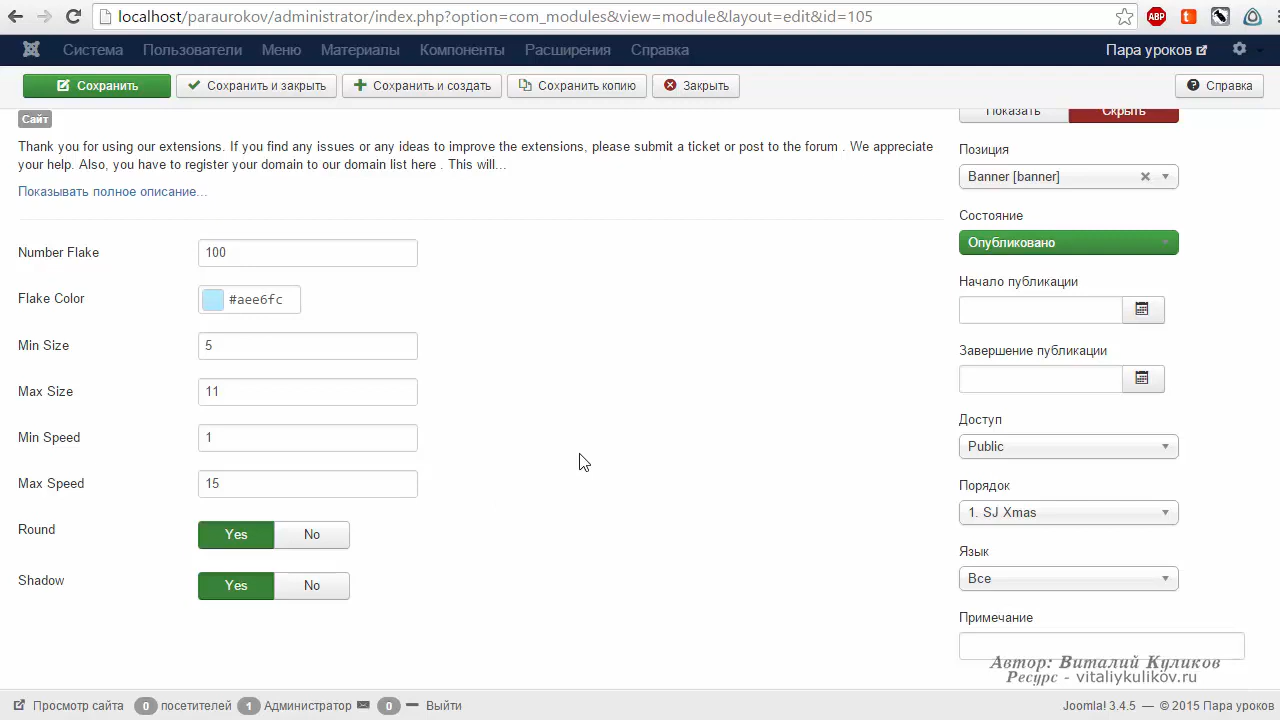 localhost/paraurokov/administrator/index.php?option=com_modules&view=module&layout=edit&id=105
ABP
t
Система Пользователи Меню Материалы Компоненты Расширения Справка Пара уроков
Сохранить Сохранить и закрыть Сохранить и создать Сохранить копию Закрыть Справка
Сайт
Показать Скрыть
Thank you for using our extensions. If you find any issues or any ideas to improve the extensions, please submit a ticket or post to the forum . We appreciate
your help. Also, you have to register your domain to our domain list here . This will...
Показывать полное описание...
Number Flake 100
Flake Color #aee6fc
Min Size 5
Max Size 11
Min Speed 1
Max Speed 15
Round Yes No
Shadow Yes No
Позиция
Banner [banner]
Состояние
Опубликовано
Начало публикации
Завершение публикации
Доступ
Public
Порядок
1. SJ Xmas
Язык
Все
Примечание
Автор: Виталий Куликов
Ресурс - vitaliykulikov.ru
Просмотр сайта 0 посетителей 1 Администратор 0 Выйти Joomla! 3.4.5 — © 2015 Пара уроков